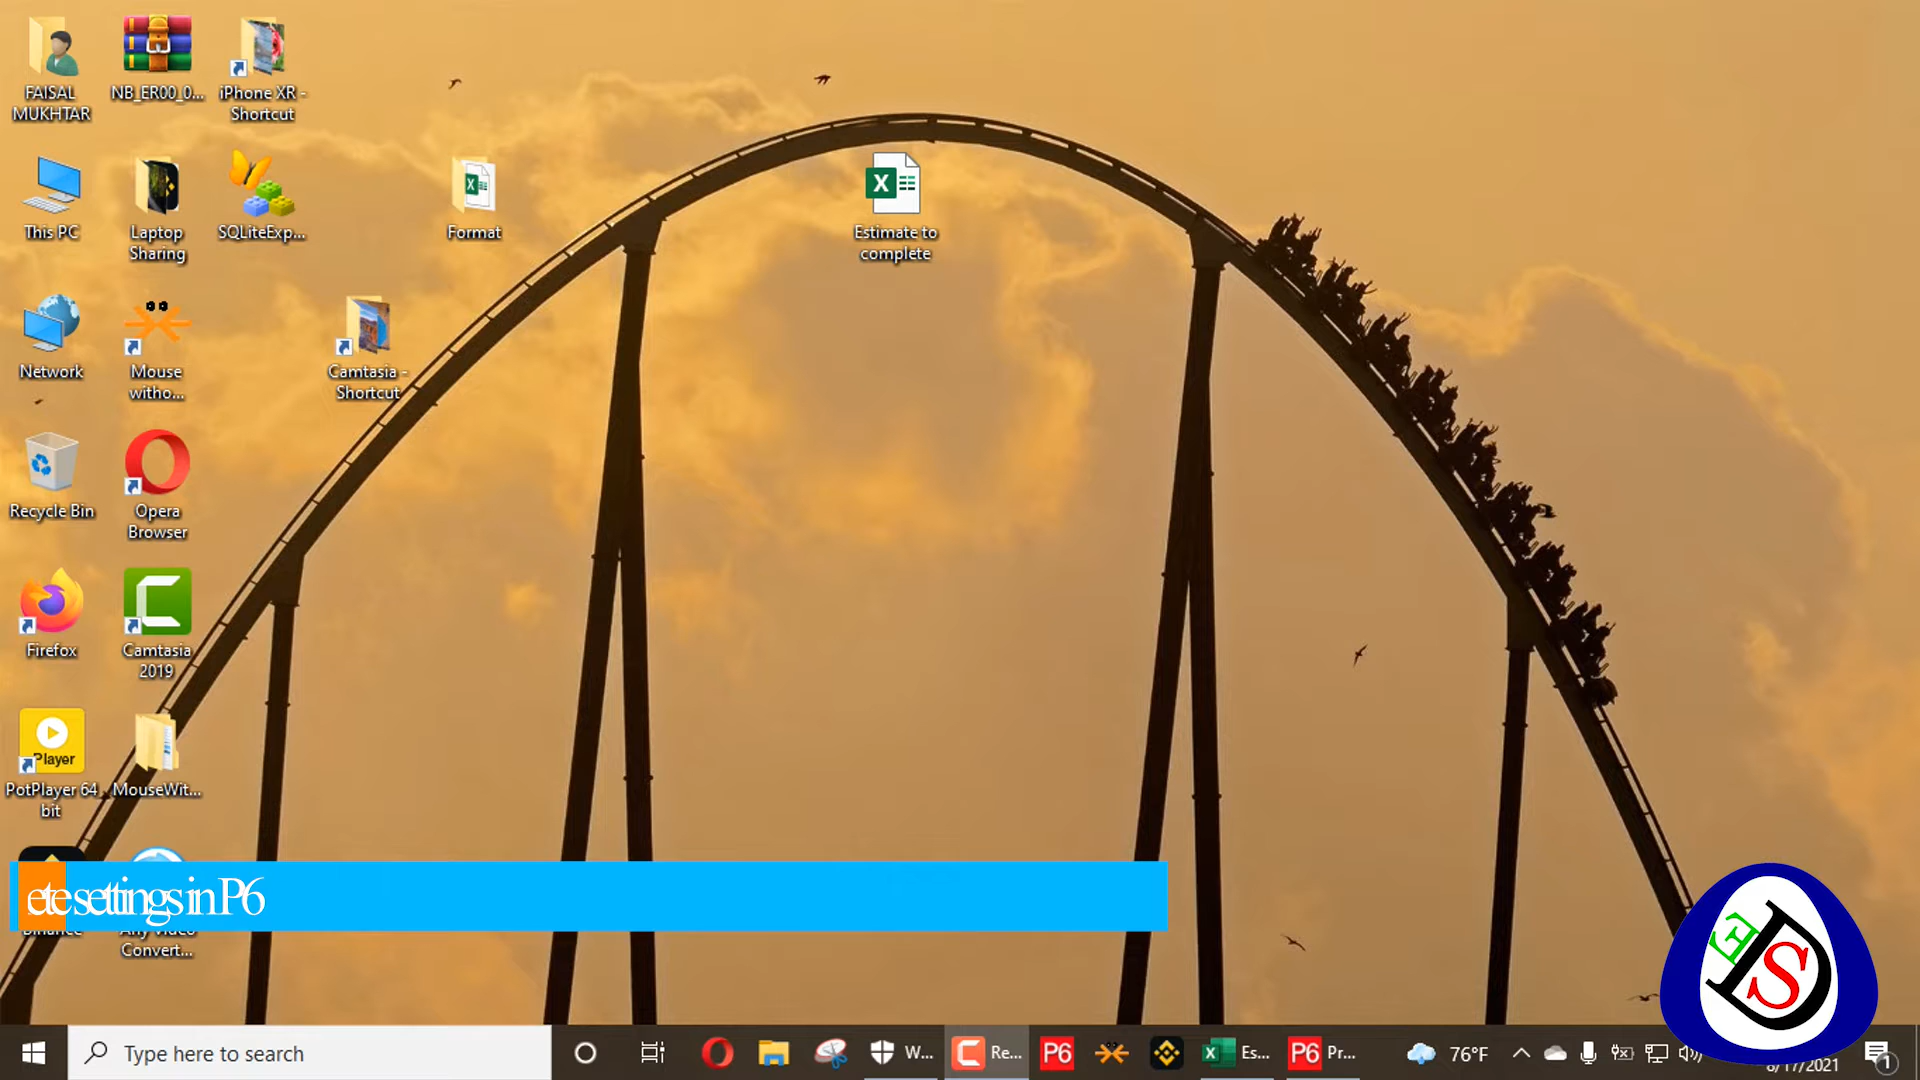 FAISAL
MUKHTAR
NB_ER00_0...
iPhone XR -
Shortcut
This PC
Laptop
Sharing
SQLiteExp...
Format
Estimate to
complete
Network
Mouse
witho...
Camtasia -
Shortcut
Recycle Bin
Opera
Browser
Firefox
Camtasia
2019
Player
PotPlayer 64
bit
MouseWit...
ete settings in P6
Convert...
E
D
S
Type here to search
W...
Re...
P6
Es...
P6
Pr...
76°F
8/17/2021
1